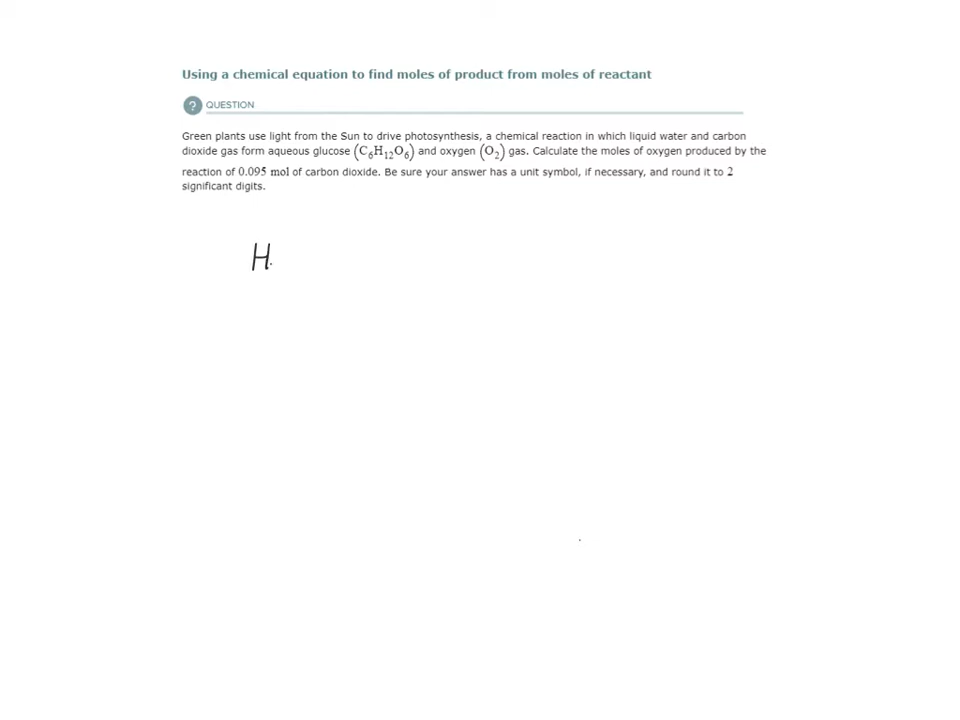 Using a chemical equation to find moles of product from moles of reactant
? QUESTION
Green plants use light from the Sun to drive photosynthesis, a chemical reaction in which liquid water and carbon
dioxide gas form aqueous glucose (C₆H₁₂O₆) and oxygen (O₂) gas. Calculate the moles of oxygen produced by the
reaction of 0.095 mol of carbon dioxide. Be sure your answer has a unit symbol, if necessary, and round it to 2
significant digits.
H